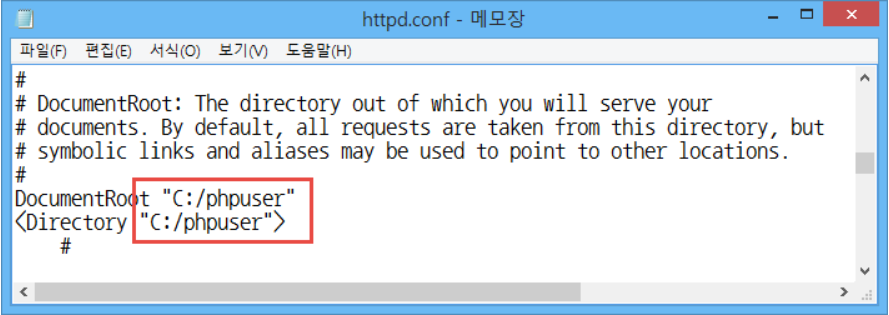 httpd.conf - 메모장
파일(F) 편집(E) 서식(O) 보기(V) 도움말(H)
#
# DocumentRoot: The directory out of which you will serve your
# documents. By default, all requests are taken from this directory, but
# symbolic links and aliases may be used to point to other locations.
#
DocumentRoot "C:/phpuser"
<Directory "C:/phpuser">
#